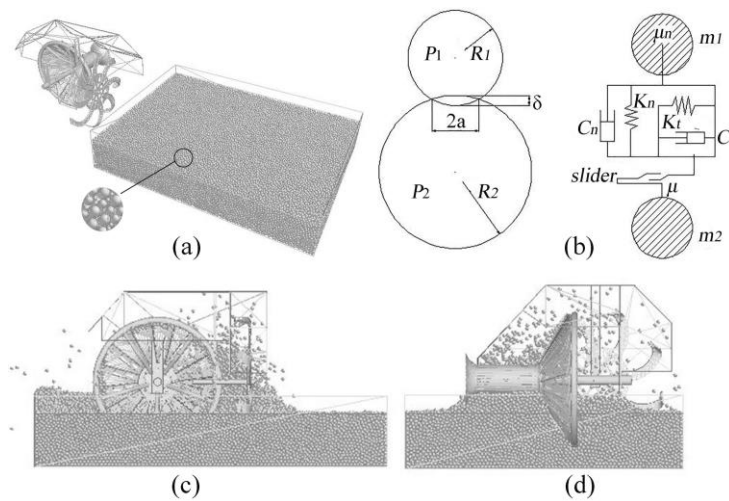 P1 R1
δ
2a
P2 R2
μn
m1
Kn
Cn
Kt
C
slider
μ
m2
(a)
(b)
(c)
(d)